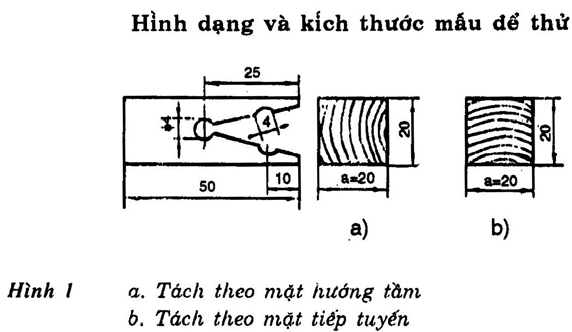 Hình dạng và kích thước mẫu để thử
25
4
10
50
20
a=20
a)
20
a=20
b)
Hình 1 a. Tách theo mặt hướng tâm
b. Tách theo mặt tiếp tuyến